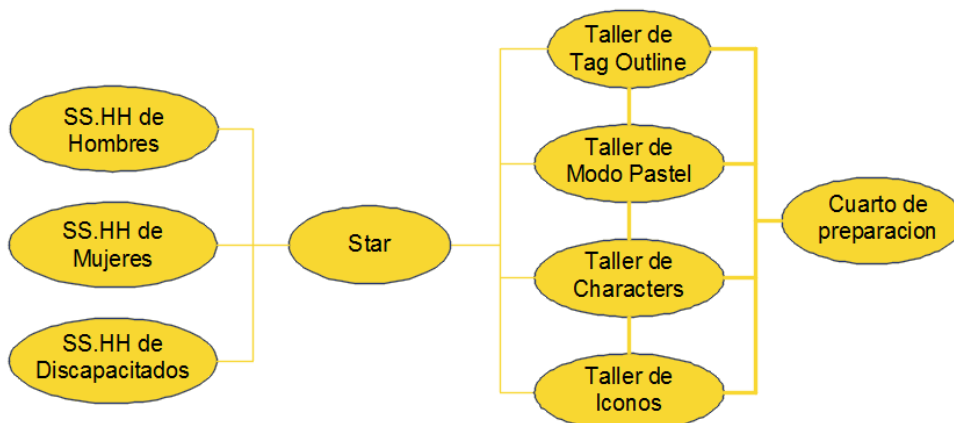 SS.HH de
Hombres
SS.HH de
Mujeres
SS.HH de
Discapacitados
Star
Taller de
Tag Outline
Taller de
Modo Pastel
Taller de
Characters
Taller de
Iconos
Cuarto de
preparacion